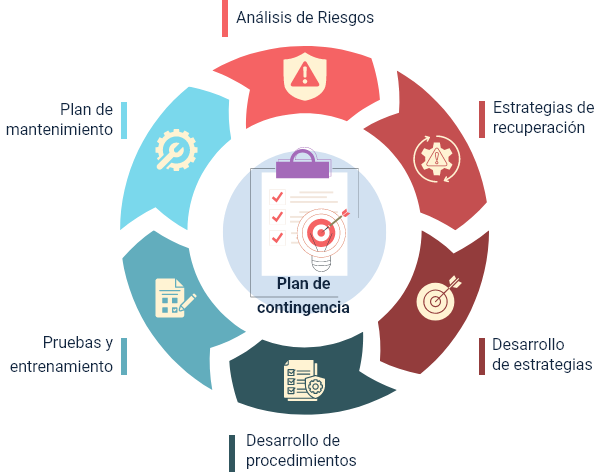 Análisis de Riesgos
Estrategias de
recuperación
Desarrollo
de estrategias
Desarrollo de
procedimientos
Pruebas y
entrenamiento
Plan de
mantenimiento
Plan de
contingencia